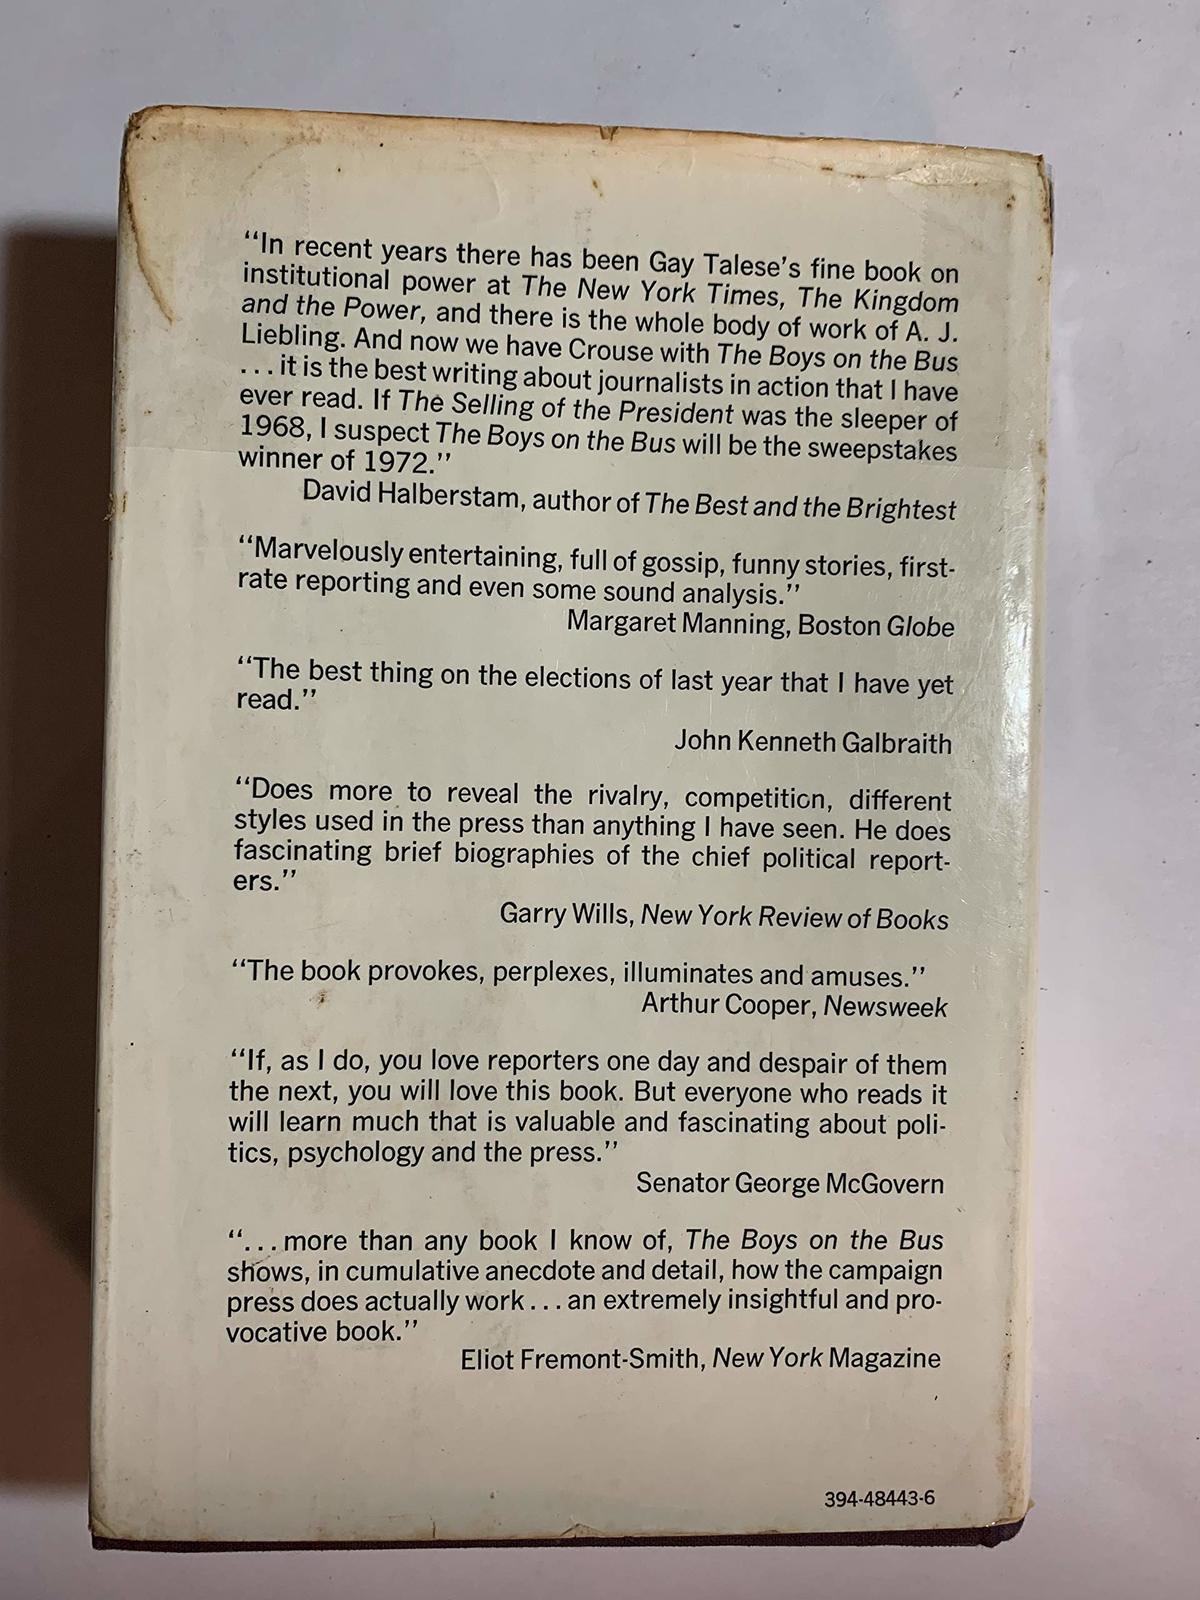 “In recent years there has been Gay Talese’s fine book on
institutional power at The New York Times, The Kingdom
and the Power, and there is the whole body of work of A. J.
Liebling. And now we have Crouse with The Boys on the Bus
...it is the best writing about journalists in action that I have
ever read. If The Selling of the President was the sleeper of
1968, I suspect The Boys on the Bus will be the sweepstakes
winner of 1972.”
David Halberstam, author of The Best and the Brightest
“Marvelously entertaining, full of gossip, funny stories, first-
rate reporting and even some sound analysis.”
Margaret Manning, Boston Globe
“The best thing on the elections of last year that I have yet
read.”
John Kenneth Galbraith
“Does more to reveal the rivalry, competition, different
styles used in the press than anything I have seen. He does
fascinating brief biographies of the chief political report-
ers.”
Garry Wills, New York Review of Books
“The book provokes, perplexes, illuminates and amuses.”
Arthur Cooper, Newsweek
“If, as I do, you love reporters one day and despair of them
the next, you will love this book. But everyone who reads it
will learn much that is valuable and fascinating about poli-
tics, psychology and the press.”
Senator George McGovern
“...more than any book I know of, The Boys on the Bus
shows, in cumulative anecdote and detail, how the campaign
press does actually work...an extremely insightful and pro-
vocative book.”
Eliot Fremont-Smith, New York Magazine
394-48443-6